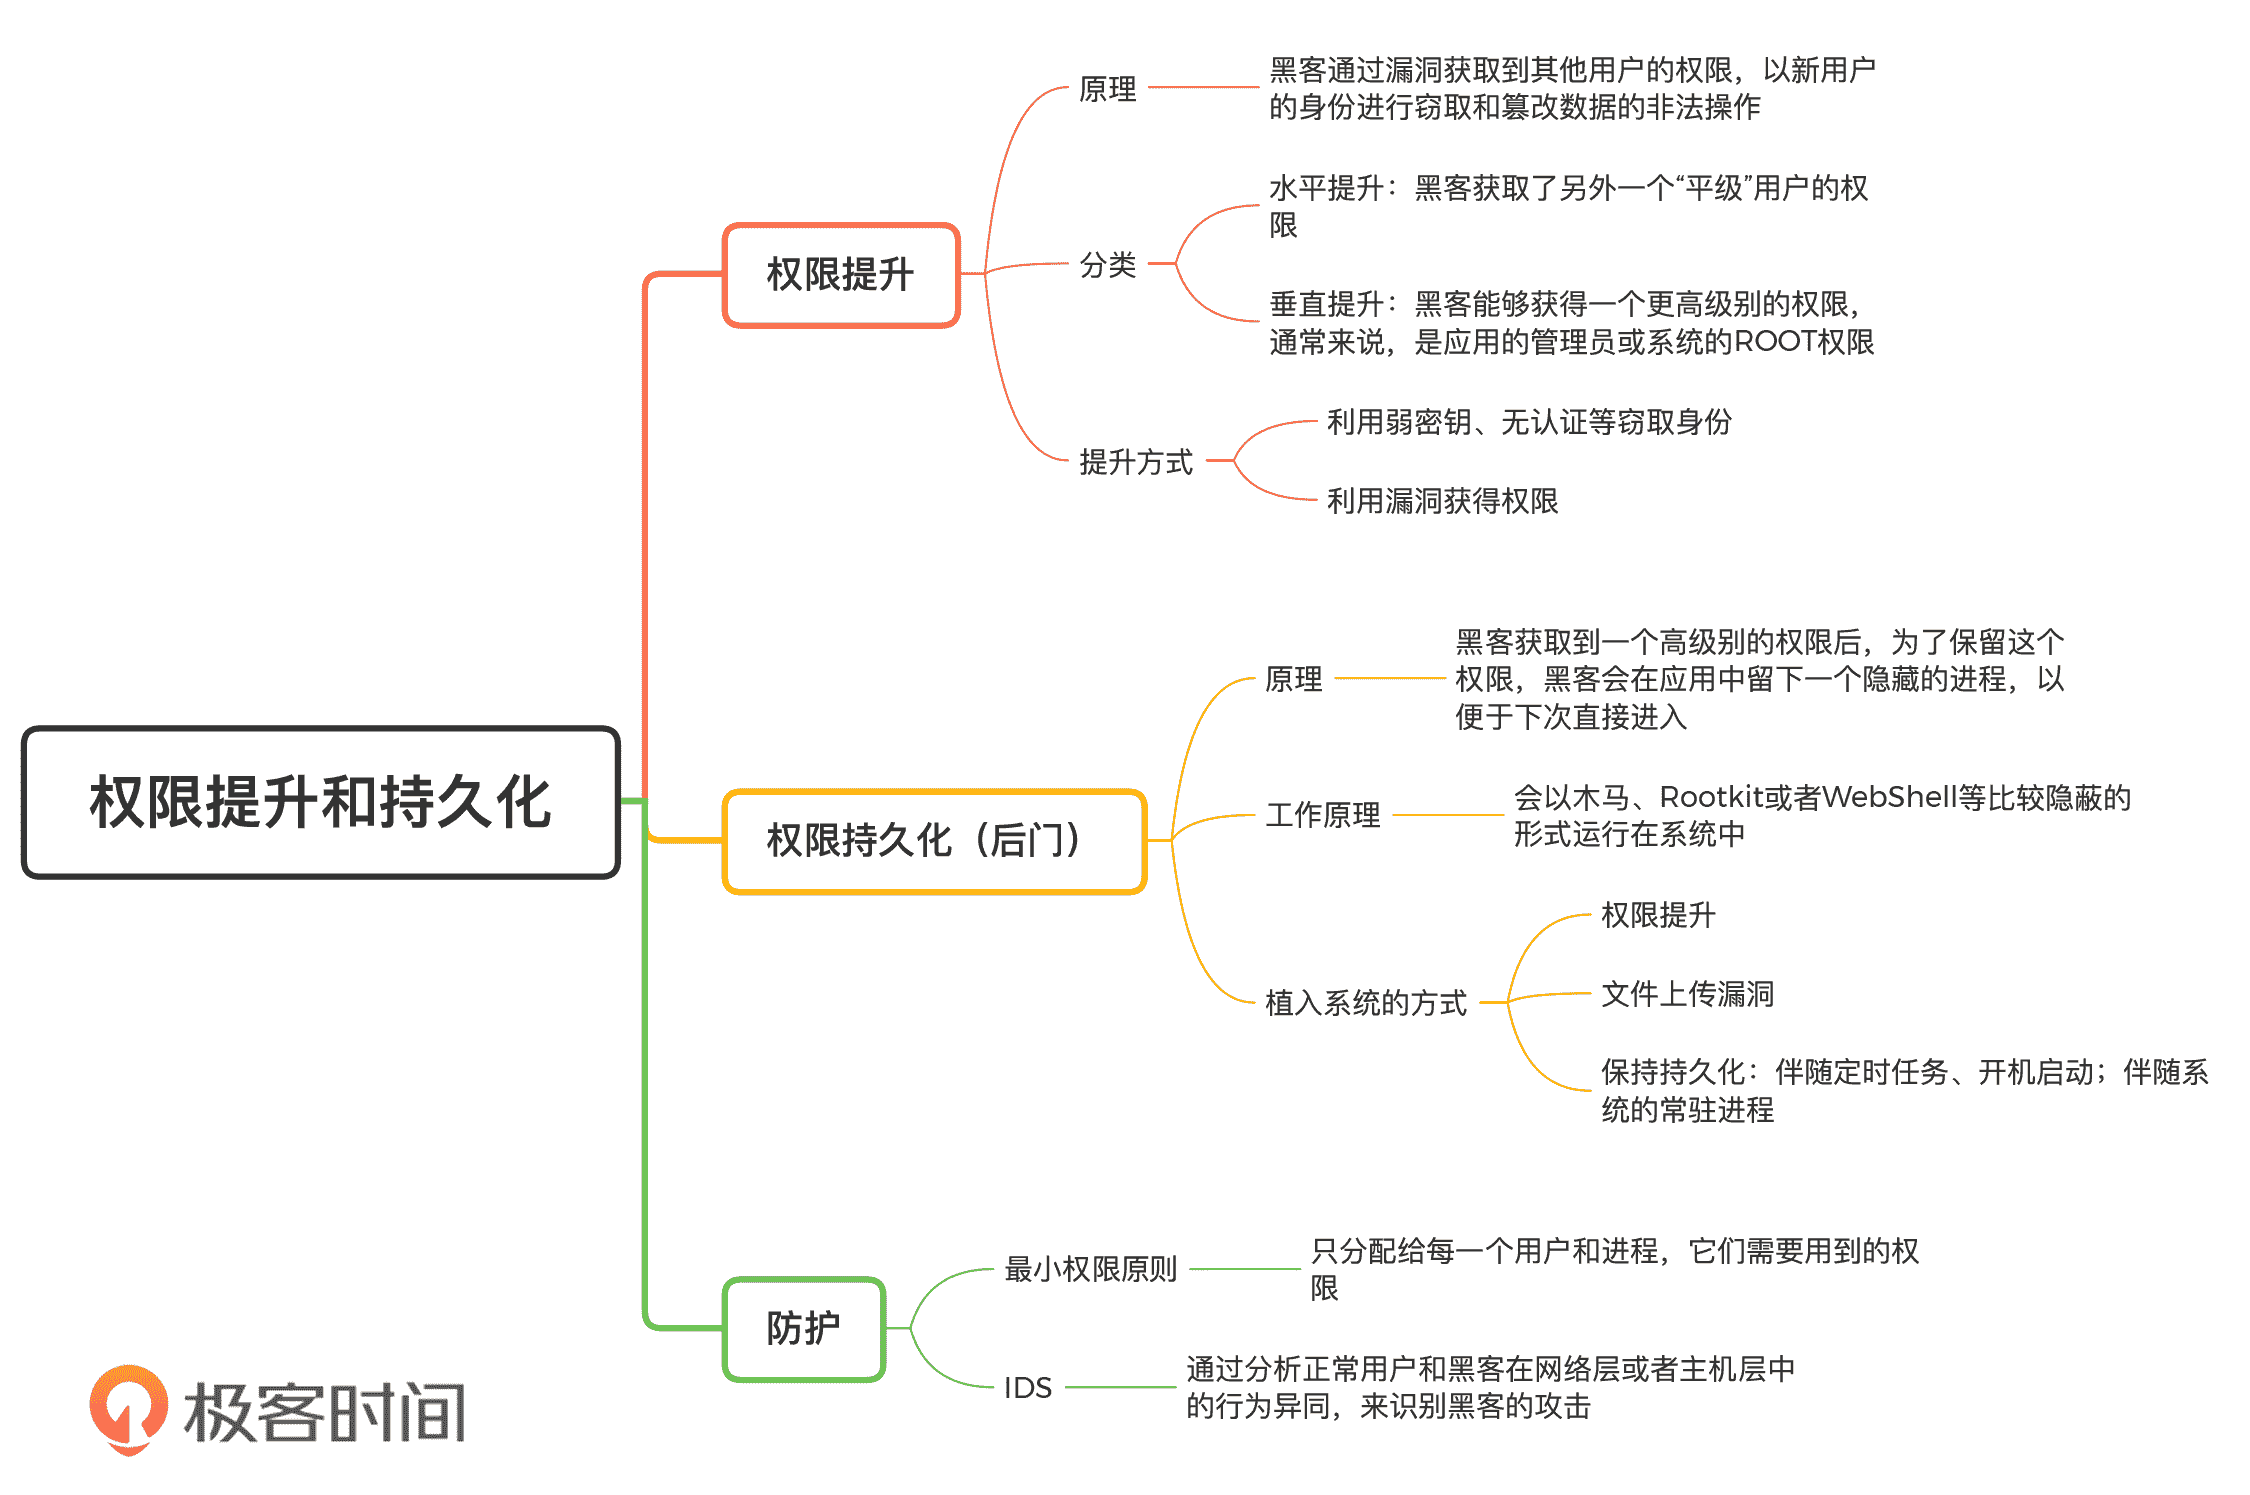 权限提升和持久化
权限提升
原理
黑客通过漏洞获取到其他用户的权限，以新用户
的身份进行窃取和篡改数据的非法操作
分类
水平提升：黑客获取了另外一个“平级”用户的权
限
垂直提升：黑客能够获得一个更高级别的权限，
通常来说，是应用的管理员或系统的ROOT权限
提升方式
利用弱密钥、无认证等窃取身份
利用漏洞获得权限
权限持久化（后门）
原理
黑客获取到一个高级别的权限后，为了保留这个
权限，黑客会在应用中留下一个隐藏的进程，以
便于下次直接进入
工作原理
会以木马、Rootkit或者WebShell等比较隐蔽的
形式运行在系统中
植入系统的方式
权限提升
文件上传漏洞
保持持久化：伴随定时任务、开机启动；伴随系
统的常驻进程
防护
最小权限原则
只分配给每一个用户和进程，它们需要用到的权
限
IDS
通过分析正常用户和黑客在网络层或者主机层中
的行为异同，来识别黑客的攻击
极客时间